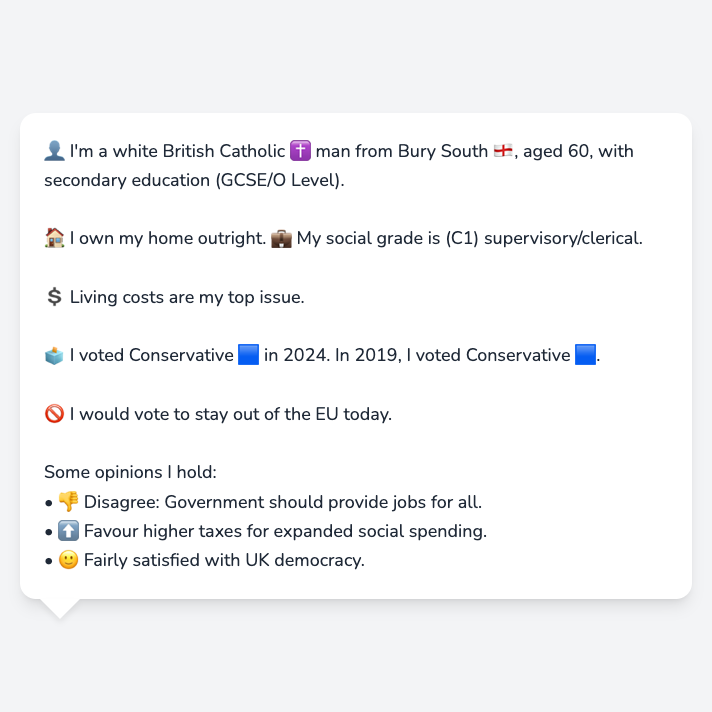 👤 I'm a white British Catholic ✝️ man from Bury South 🏴󠁧󠁢󠁥󠁮󠁧󠁿, aged 60, with
secondary education (GCSE/O Level).
🏠 I own my home outright. 💼 My social grade is (C1) supervisory/clerical.
💲 Living costs are my top issue.
🗳️ I voted Conservative 🟦 in 2024. In 2019, I voted Conservative 🟦.
🚫 I would vote to stay out of the EU today.
Some opinions I hold:
• 👎 Disagree: Government should provide jobs for all.
• ⬆️ Favour higher taxes for expanded social spending.
• 🙂 Fairly satisfied with UK democracy.